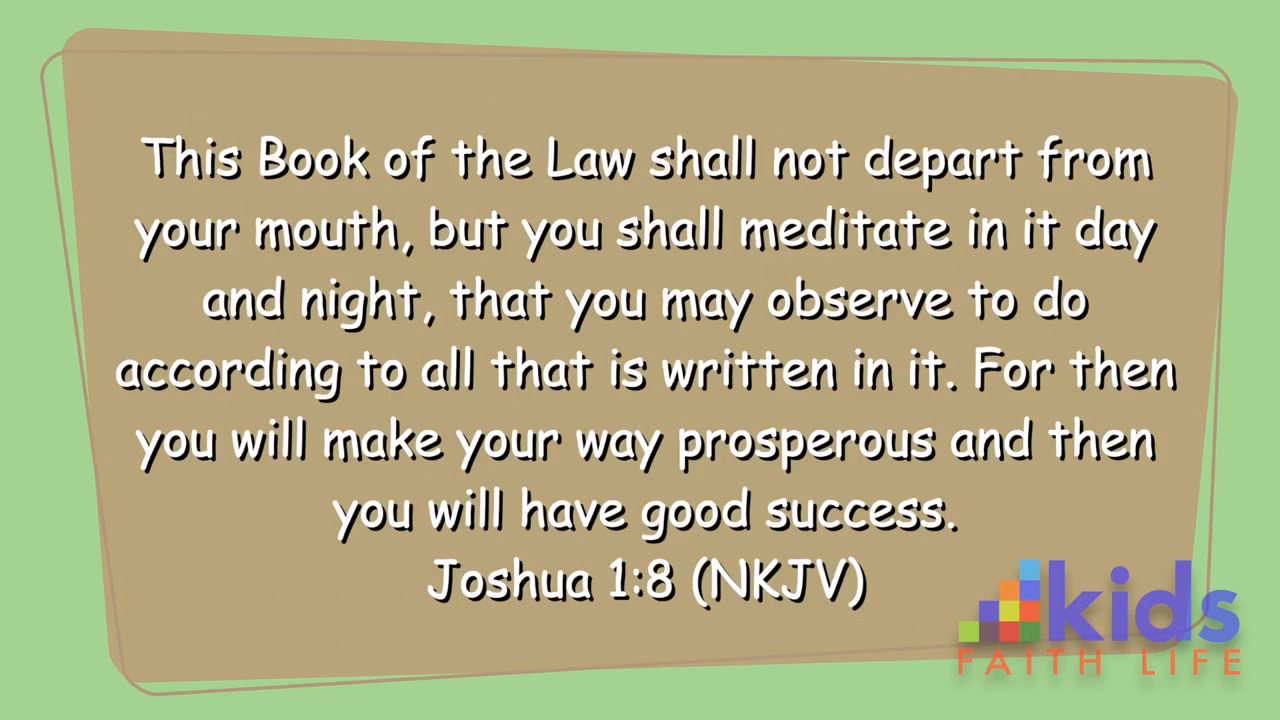 This Book of the Law shall not depart from
your mouth, but you shall meditate in it day
and night, that you may observe to do
according to all that is written in it. For then
you will make your way prosperous and then
you will have good success.
Joshua 1:8 (NKJV)
kids
FAITH LIFE